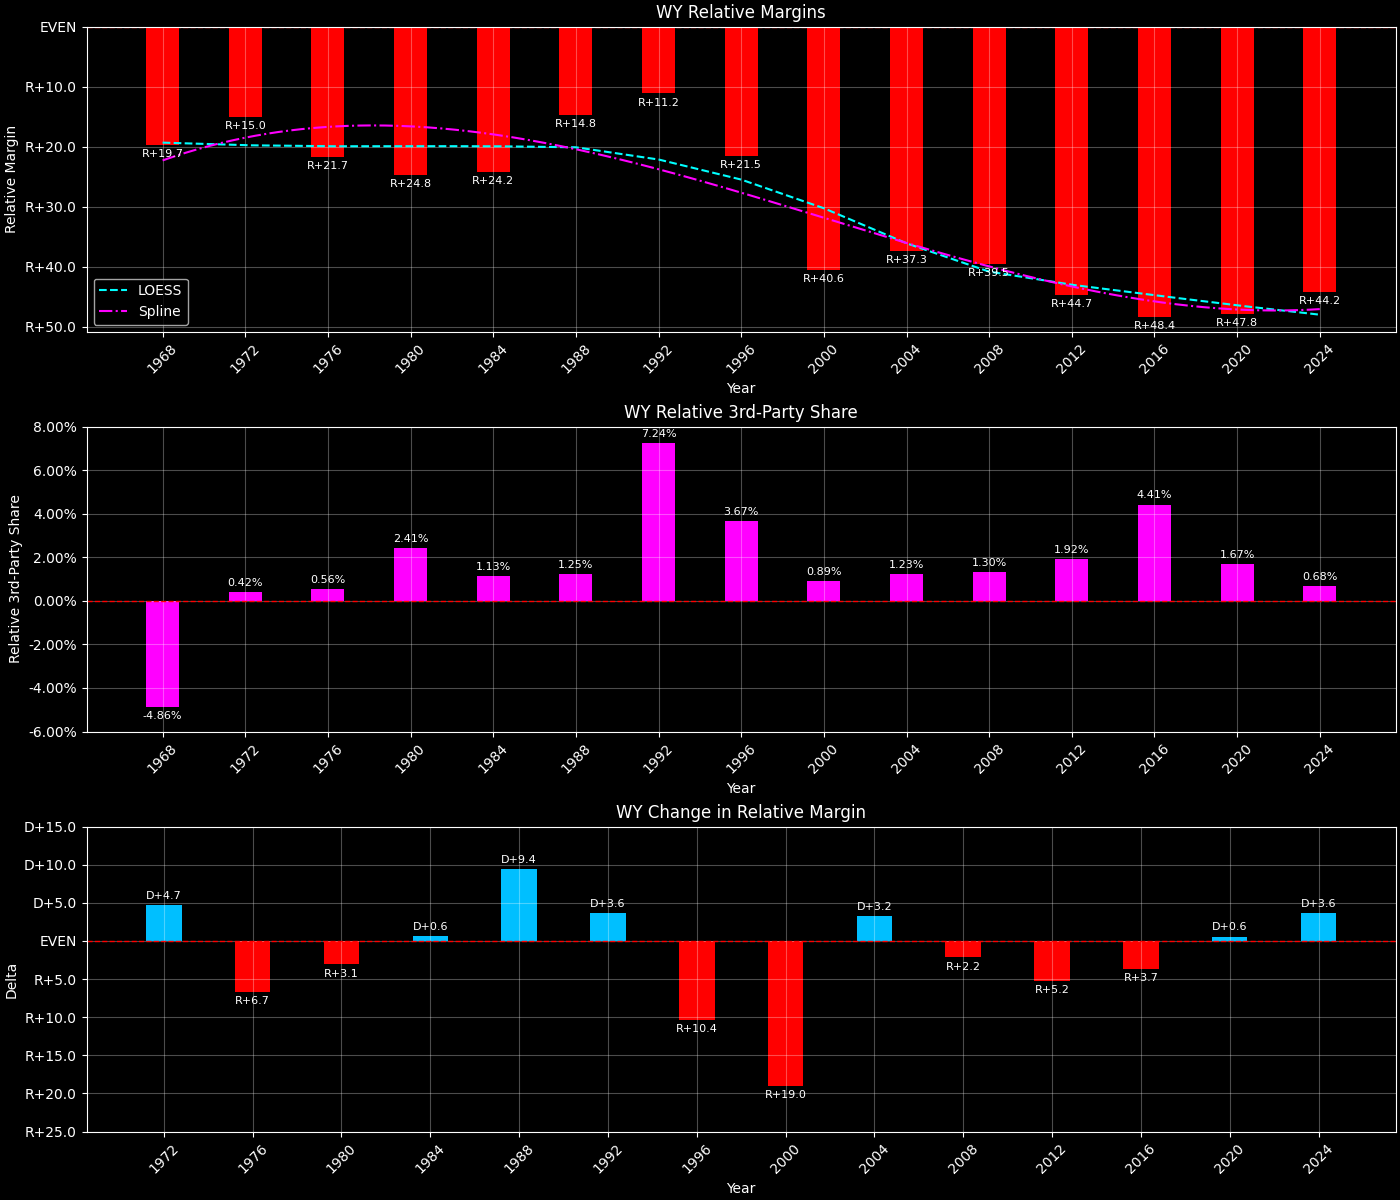 WY Relative Margins
EVEN
R+10.0
R+20.0
R+30.0
R+40.0
R+50.0
Relative Margin
R+19.7
R+15.0
R+21.7
R+24.8
R+24.2
R+14.8
R+11.2
R+21.5
R+40.6
R+37.3
R+39.5
R+44.7
R+48.4
R+47.8
R+44.2
LOESS
Spline
1968
1972
1976
1980
1984
1988
1992
1996
2000
2004
2008
2012
2016
2020
2024
Year
WY Relative 3rd-Party Share
8.00%
6.00%
4.00%
2.00%
0.00%
-2.00%
-4.00%
-6.00%
Relative 3rd-Party Share
-4.86%
0.42%
0.56%
2.41%
1.13%
1.25%
7.24%
3.67%
0.89%
1.23%
1.30%
1.92%
4.41%
1.67%
0.68%
1968
1972
1976
1980
1984
1988
1992
1996
2000
2004
2008
2012
2016
2020
2024
Year
WY Change in Relative Margin
D+15.0
D+10.0
D+5.0
EVEN
R+5.0
R+10.0
R+15.0
R+20.0
R+25.0
Delta
D+4.7
R+6.7
R+3.1
D+0.6
D+9.4
D+3.6
R+10.4
R+19.0
D+3.2
R+2.2
R+5.2
R+3.7
D+0.6
D+3.6
1972
1976
1980
1984
1988
1992
1996
2000
2004
2008
2012
2016
2020
2024
Year